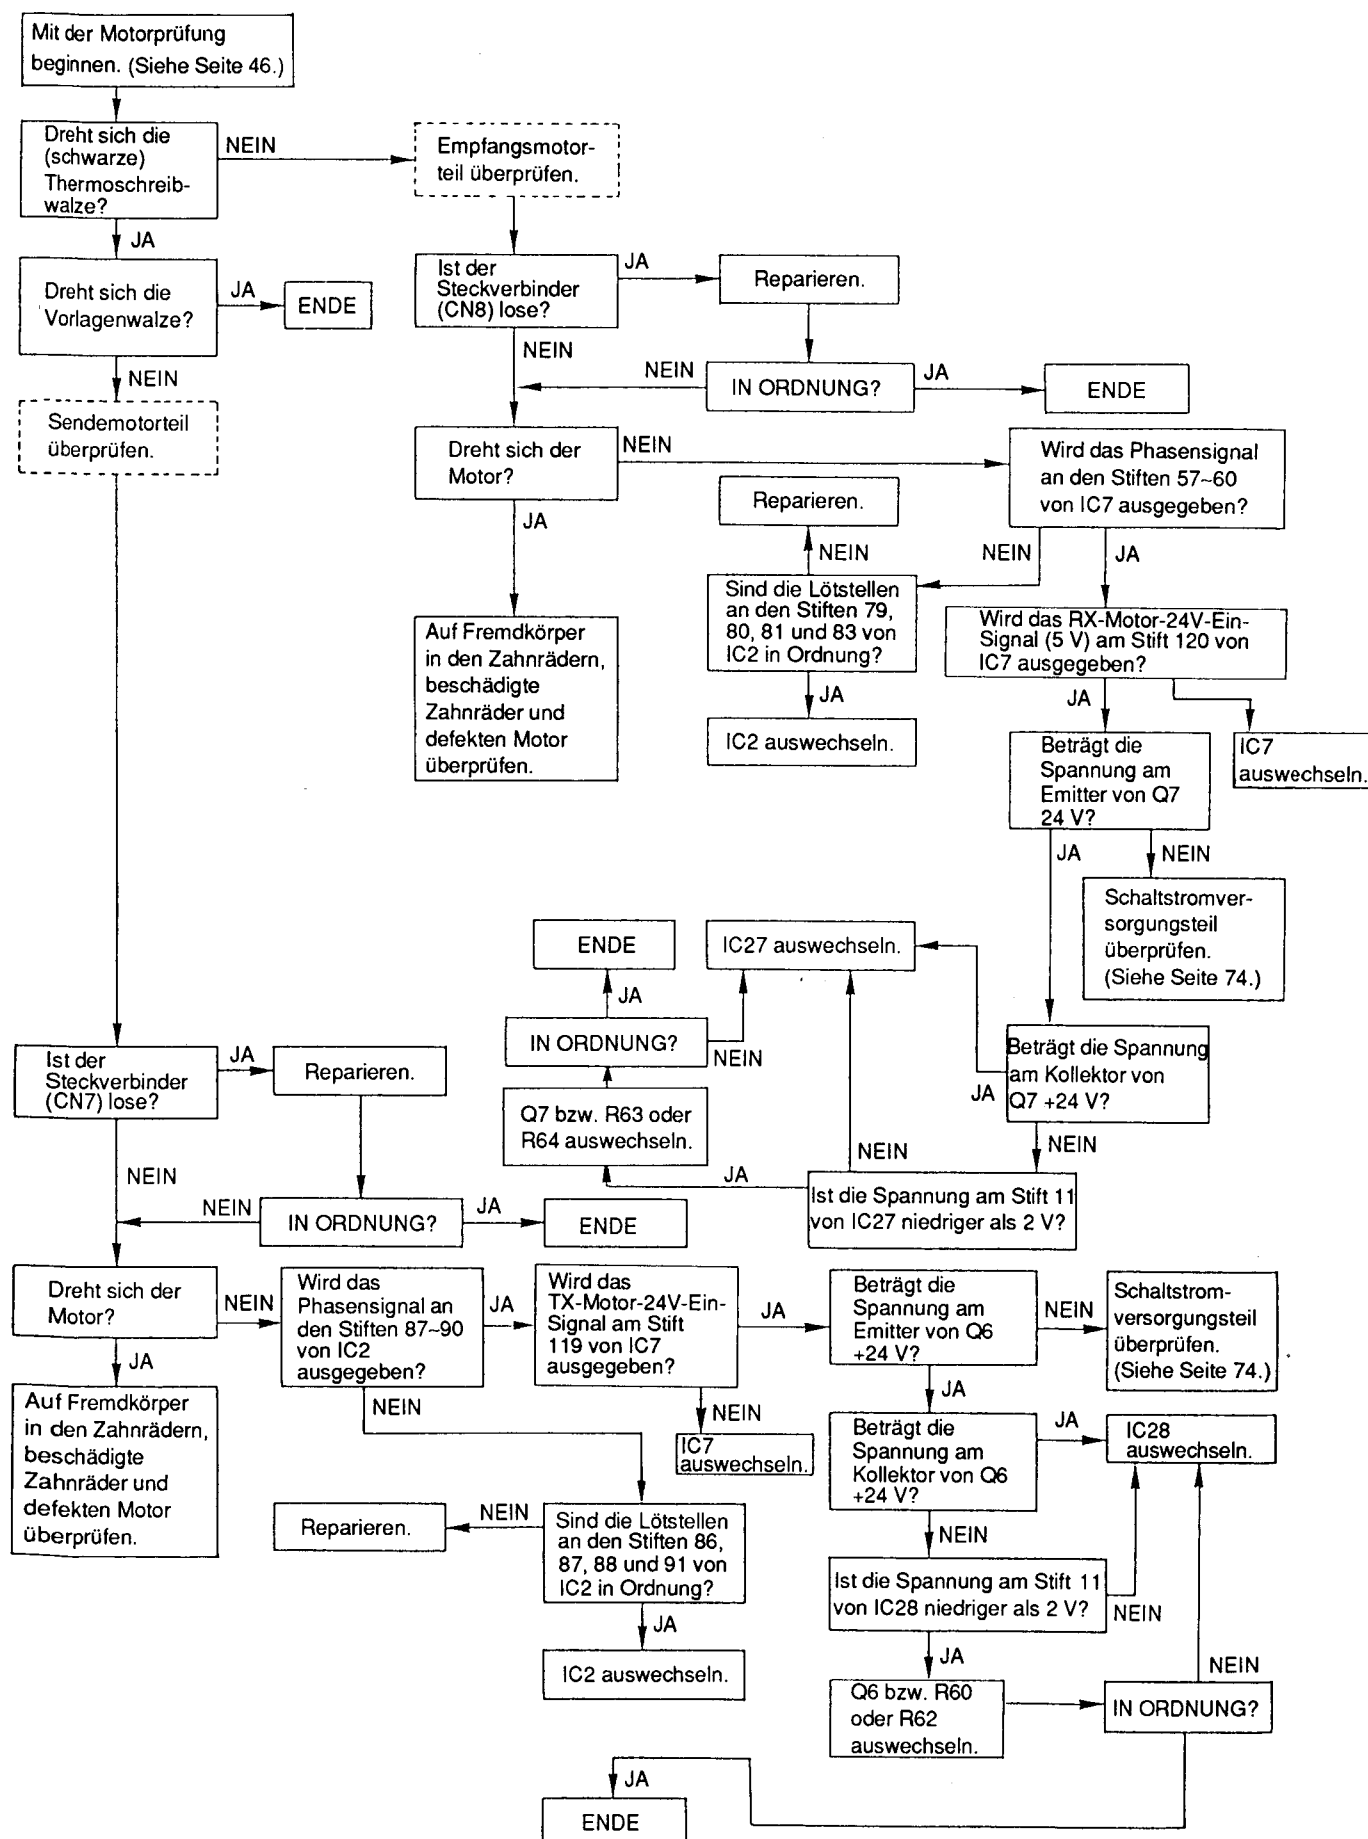 Mit der Motorprüfung
beginnen. (Siehe Seite 46.)
Dreht sich die
(schwarze)
Thermoschreib-
walze?
NEIN
Empfangsmotor-
teil überprüfen.
JA
Dreht sich die
Vorlagenwalze?
JA
ENDE
NEIN
Sendemotorteil
überprüfen.
Ist der
Steckverbinder
(CN8) lose?
JA
Reparieren.
NEIN
NEIN
IN ORDNUNG?
JA
ENDE
Dreht sich der
Motor?
NEIN
Wird das Phasensignal
an den Stiften 57~60
von IC7 ausgegeben?
JA
Reparieren.
NEIN
NEIN
JA
Sind die Lötstellen
an den Stiften 79,
80, 81 und 83 von
IC2 in Ordnung?
JA
IC2 auswechseln.
Auf Fremdkörper
in den Zahnrädern,
beschädigte
Zahnräder und
defekten Motor
überprüfen.
Wird das RX-Motor-24V-Ein-
Signal (5 V) am Stift 120 von
IC7 ausgegeben?
JA
IC7
auswechseln.
Beträgt die
Spannung am
Emitter von Q7
24 V?
JA
NEIN
Schaltstromver-
sorgungsteil
überprüfen.
(Siehe Seite 74.)
ENDE
IC27 auswechseln.
JA
IN ORDNUNG?
NEIN
Beträgt die Spannung
am Kollektor von
Q7 +24 V?
JA
NEIN
Q7 bzw. R63 oder
R64 auswechseln.
JA
NEIN
Ist die Spannung am Stift 11
von IC27 niedriger als 2 V?
Ist der
Steckverbinder
(CN7) lose?
JA
Reparieren.
NEIN
NEIN
IN ORDNUNG?
JA
ENDE
Dreht sich der
Motor?
NEIN
Wird das
Phasensignal an
den Stiften 87~90
von IC2
ausgegeben?
JA
Wird das
TX-Motor-24V-Ein-
Signal am Stift
119 von IC7
ausgegeben?
JA
Beträgt die
Spannung am
Emitter von Q6
+24 V?
NEIN
Schaltstrom-
versorgungsteil
überprüfen.
(Siehe Seite 74.)
JA
Auf Fremdkörper
in den Zahnrädern,
beschädigte
Zahnräder und
defekten Motor
überprüfen.
NEIN
NEIN
IC7
auswechseln.
JA
Beträgt die
Spannung am
Kollektor von Q6
+24 V?
JA
IC28
auswechseln.
Reparieren.
NEIN
Sind die Lötstellen
an den Stiften 86,
87, 88 und 91 von
IC2 in Ordnung?
JA
IC2 auswechseln.
NEIN
Ist die Spannung am Stift 11
von IC28 niedriger als 2 V?
NEIN
JA
NEIN
Q6 bzw. R60
oder R62
auswechseln.
IN ORDNUNG?
JA
ENDE